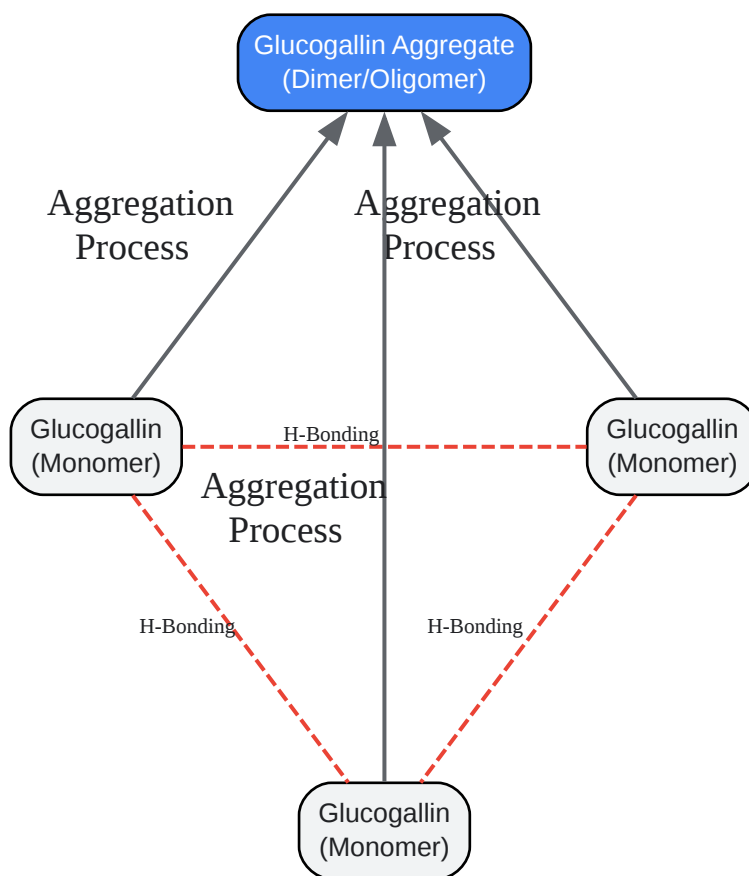 Glucogallin Aggregate
(Dimer/Oligomer)
Aggregation
Process
Aggregation
Process
Glucogallin
(Monomer)
H-Bonding
Glucogallin
(Monomer)
Aggregation
Process
H-Bonding
H-Bonding
Glucogallin
(Monomer)